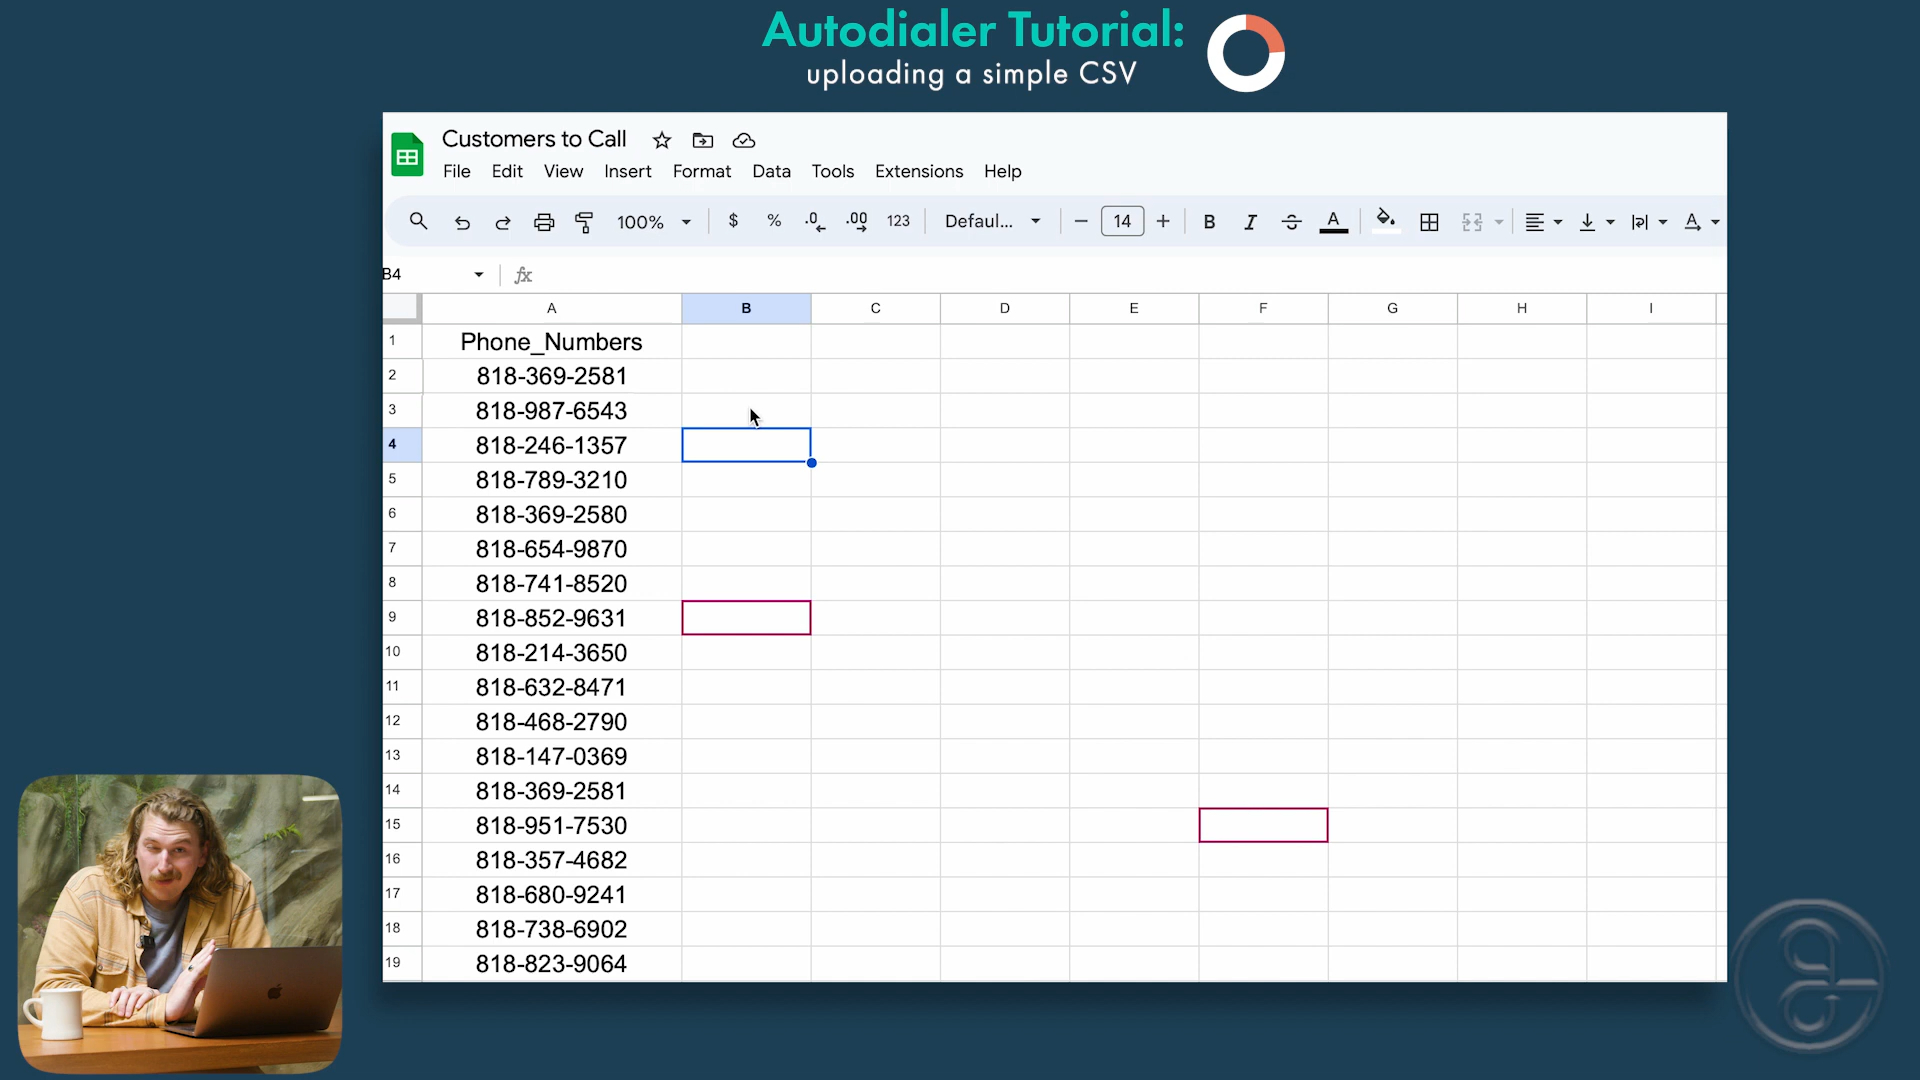 Autodialer Tutorial:
uploading a simple CSV
Customers to Call
File Edit View Insert Format Data Tools Extensions Help
100% $ % .0 .00 123 Defaul... − 14 + B I S A A
B4 fx
A B C D E F G H I
1 Phone_Numbers
2 818-369-2581
3 818-987-6543
4 818-246-1357
5 818-789-3210
6 818-369-2580
7 818-654-9870
8 818-741-8520
9 818-852-9631
10 818-214-3650
11 818-632-8471
12 818-468-2790
13 818-147-0369
14 818-369-2581
15 818-951-7530
16 818-357-4682
17 818-680-9241
18 818-738-6902
19 818-823-9064